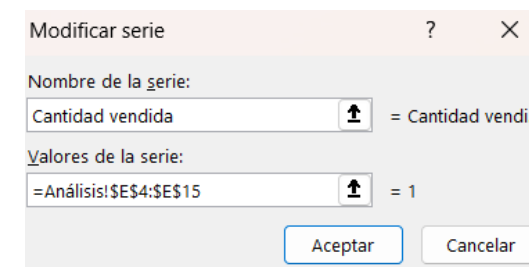 Modificar serie ? ×
Nombre de la serie:
Cantidad vendida = Cantidad vendi
Valores de la serie:
=Análisis!$E$4:$E$15 = 1
Aceptar Cancelar